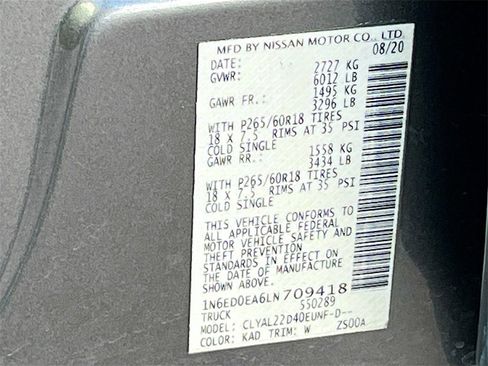 MFD BY NISSAN MOTOR CO., LTD.
DATE: 08/20
GVWR: 2727 KG
6012 LB
GAWR FR.: 1495 KG
3296 LB
WITH P265/60R18 TIRES
18 X 7.5 RIMS AT 35 PSI
COLD SINGLE
GAWR RR.: 1558 KG
3434 LB
WITH P265/60R18 TIRES
18 X 7.5 RIMS AT 35 PSI
COLD SINGLE
THIS VEHICLE CONFORMS TO
ALL APPLICABLE FEDERAL
MOTOR VEHICLE SAFETY AND
THEFT PREVENTION
STANDARDS IN EFFECT ON
THE DATE OF MANUFACTURE
SHOWN ABOVE.
1N6ED0EA6LN709418
TRUCK 550289
MODEL: CLYAL22D40EUNF-D--
COLOR: KAD TRIM: W ZS00A